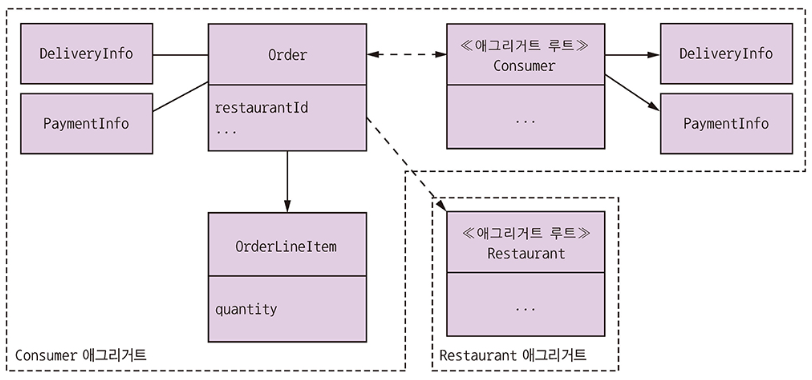 DeliveryInfo
PaymentInfo
Order
restaurantId
...
≪애그리거트 루트≫
Consumer
...
DeliveryInfo
PaymentInfo
OrderLineItem
quantity
≪애그리거트 루트≫
Restaurant
...
Consumer 애그리거트
Restaurant 애그리거트